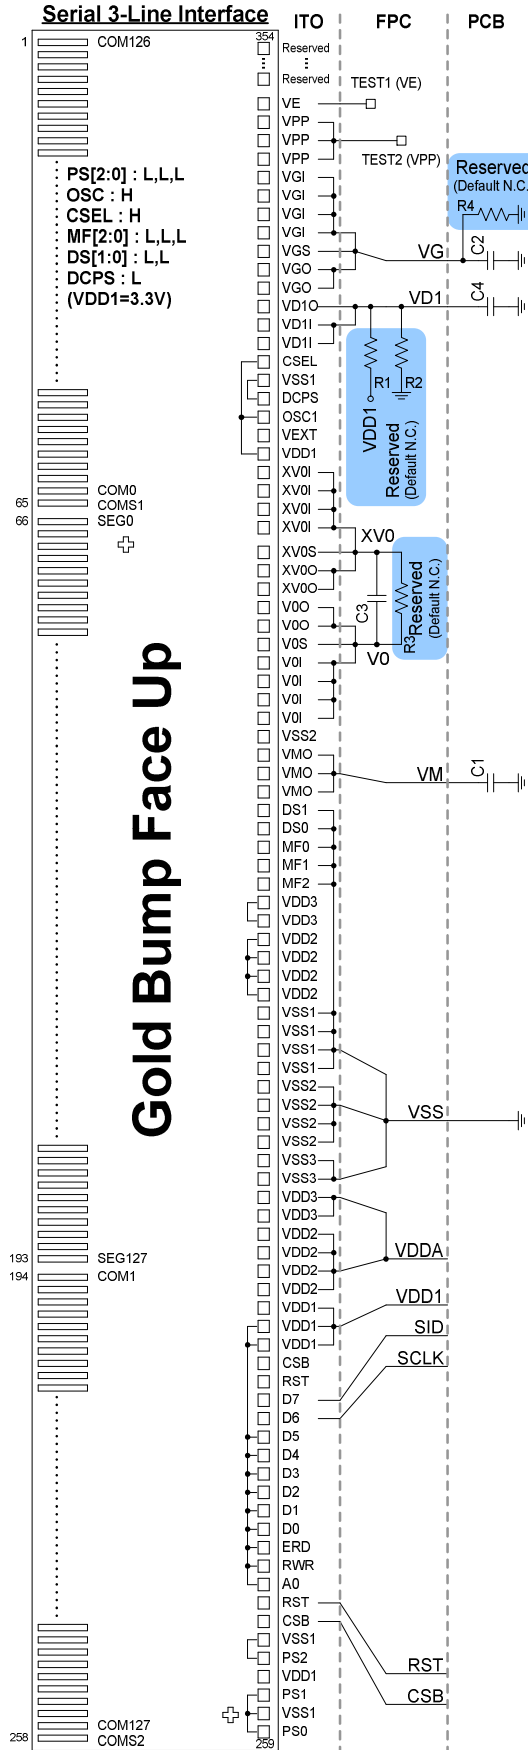 Serial 3-Line Interface
ITO FPC PCB
354
1 COM126
Reserved
Reserved
TEST1 (VE)
VE
VPP
VPP
TEST2 (VPP)
VPP
Reserved
(Default N.C.
R4
PS[2:0] : L,L,L
OSC : H
CSEL : H
MF[2:0] : L,L,L
DS[1:0] : L,L
DCPS : L
(VDD1=3.3V)
VGI
VGI
VGI
VGI
VGS
VG
C2
VGO
VGO
C4
VD1O
VD1
VD1I
VD1I
CSEL
VSS1
DCPS
OSC1
VEXT
VDD1
R1 R2
VDD1
Reserved
(Default N.C.)
XV0I
XV0I
XV0I
XV0I
COM0
65 COMS1
66 SEG0
XV0
XV0S
XV0O
XV0O
C3
R3
Reserved
(Default N.C.)
V0O
V0O
V0S
V0
V0I
V0I
V0I
V0I
Gold Bump Face Up
VSS2
VMO
VMO
VM
C1
VMO
DS1
DS0
MF0
MF1
MF2
VDD3
VDD3
VDD2
VDD2
VDD2
VDD2
VSS1
VSS1
VSS1
VSS1
VSS2
VSS2
VSS
VSS2
VSS2
VSS3
VSS3
VDD3
VDD3
VDD2
VDD2
VDDA
VDD2
VDD2
193 SEG127
194 COM1
VDD1
VDD1
VDD1
VDD1
SID
CSB
SCLK
RST
D7
D6
D5
D4
D3
D2
D1
D0
ERD
RWR
A0
RST
CSB
VSS1
PS2
RST
VDD1
PS1
CSB
VSS1
PS0
COM127
258 COMS2
259